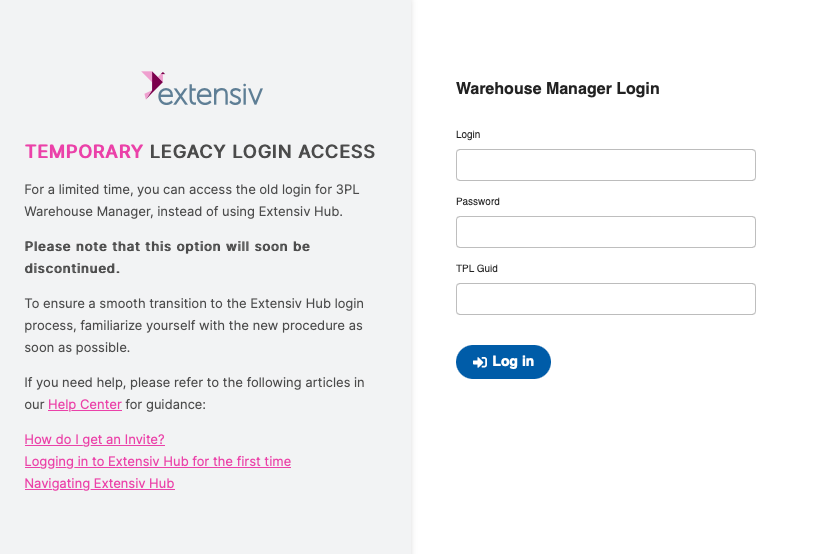 extensiv
TEMPORARY LEGACY LOGIN ACCESS
For a limited time, you can access the old login for 3PL
Warehouse Manager, instead of using Extensiv Hub.
Please note that this option will soon be
discontinued.
To ensure a smooth transition to the Extensiv Hub login
process, familiarize yourself with the new procedure as
soon as possible.
If you need help, please refer to the following articles in
our Help Center for guidance:
How do I get an Invite?
Logging in to Extensiv Hub for the first time
Navigating Extensiv Hub
Warehouse Manager Login
Login
Password
TPL Guid
Log in